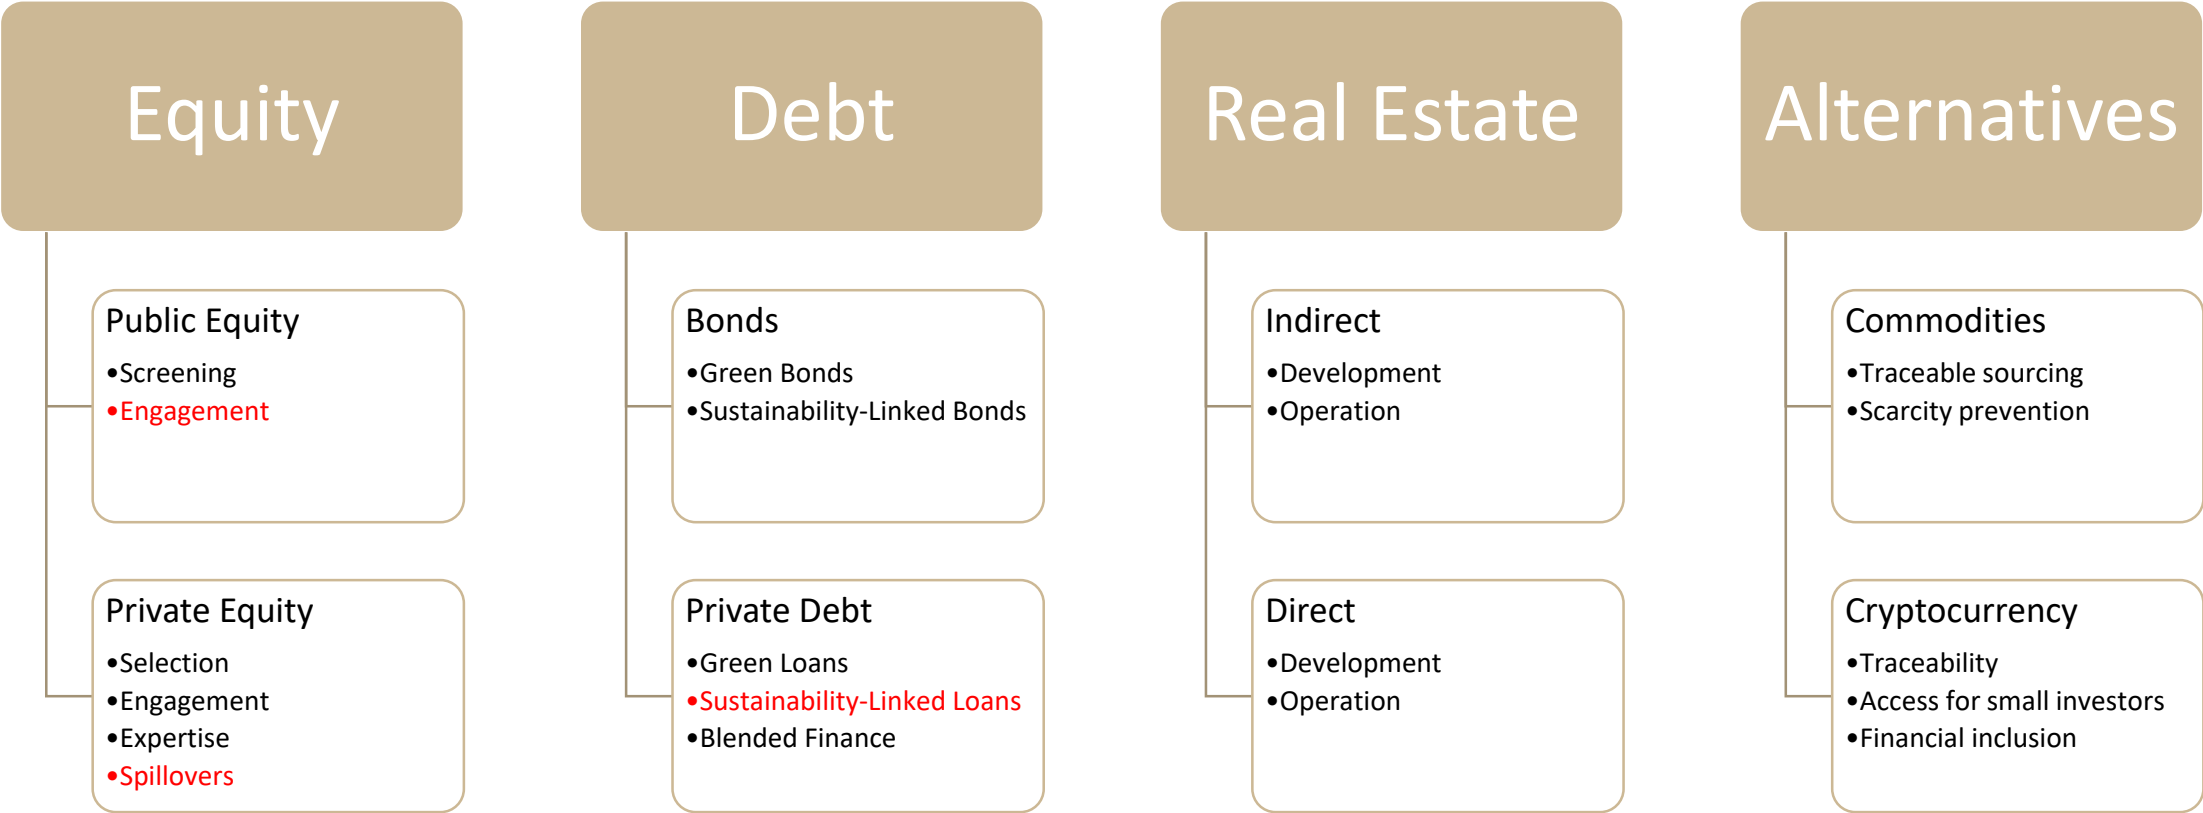 Equity
Public Equity
•Screening
•Engagement
Private Equity
•Selection
•Engagement
•Expertise
•Spillovers
Debt
Bonds
•Green Bonds
•Sustainability-Linked Bonds
Private Debt
•Green Loans
•Sustainability-Linked Loans
•Blended Finance
Real Estate
Indirect
•Development
•Operation
Direct
•Development
•Operation
Alternatives
Commodities
•Traceable sourcing
•Scarcity prevention
Cryptocurrency
•Traceability
•Access for small investors
•Financial inclusion